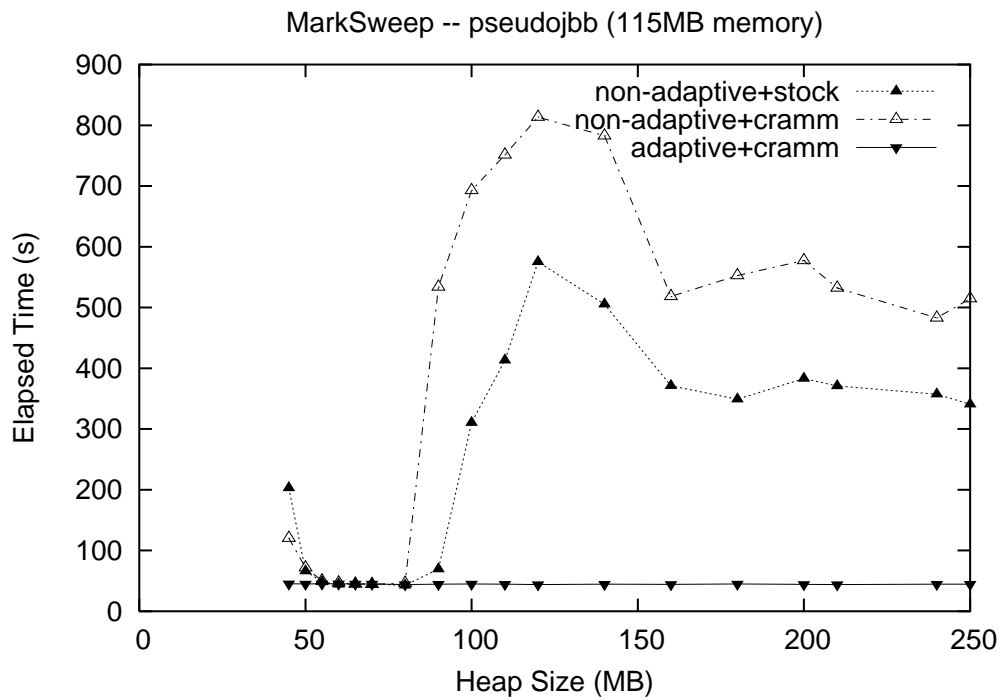 MarkSweep -- pseudojbb (115MB memory)
900
800
700
600
500
400
300
200
100
0
Elapsed Time (s)
non-adaptive+stock
non-adaptive+cramm
adaptive+cramm
0 50 100 150 200 250
Heap Size (MB)